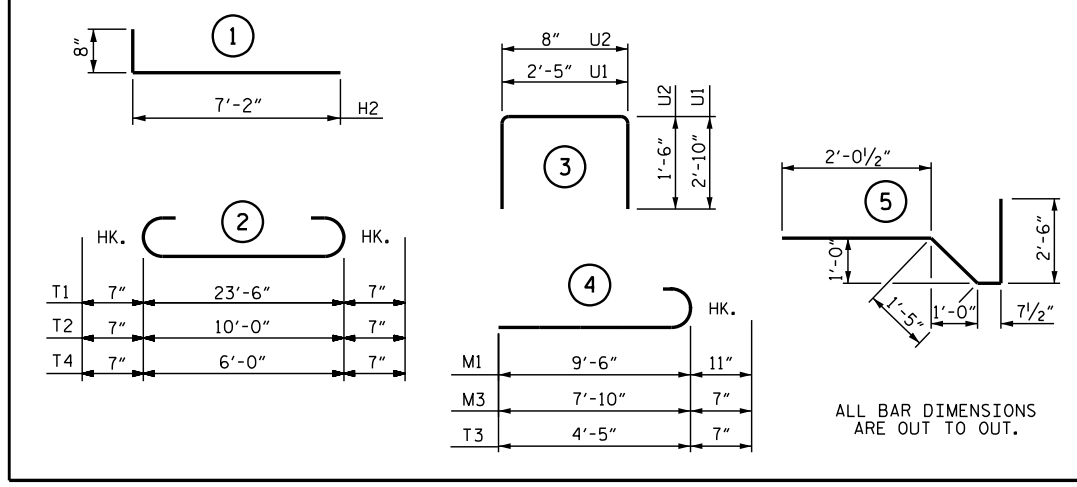 1
8"
7'-2" H2
2
HK. HK.
T1 7" 23'-6" 7"
T2 7" 10'-0" 7"
T4 7" 6'-0" 7"
8" U2
2'-5" U1
3
U2 U1
1'-6" 2'-10"
4
HK.
M1 9'-6" 11"
M3 7'-10" 7"
T3 4'-5" 7"
2'-0½"
5
1'-0"
2'-6"
1'-5"
1'-0" 7½"
ALL BAR DIMENSIONS
ARE OUT TO OUT.